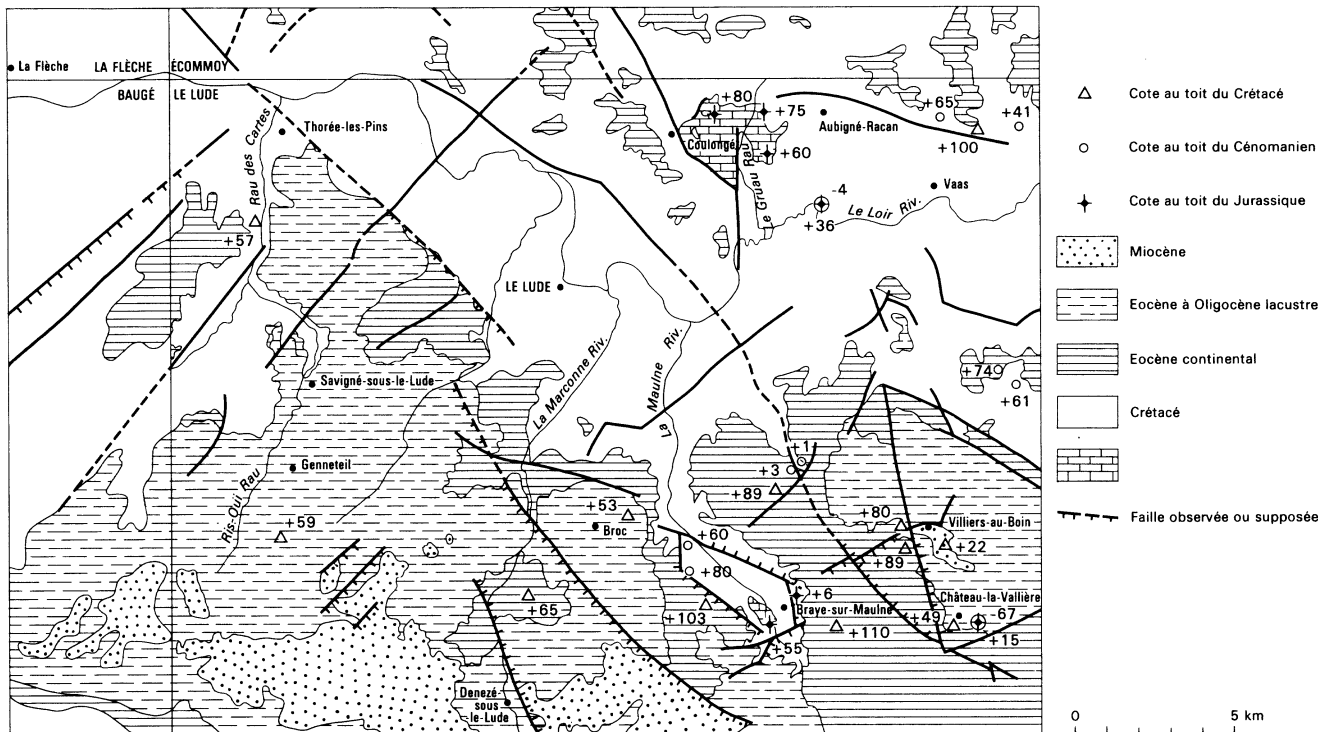 La Flèche
LA FLÈCHE
ÉCOMMOY
BAUGÉ
LE LUDE
Thorée-les-Pins
Rau des Cartes
+57
Coulongé
+80
+75
+60
Le Gruau Rau
Aubigné-Racan
+65
+41
+100
Vaas
-4
+36
Le Loir Riv.
LE LUDE
La Marconne Riv.
La Maulne Riv.
Savigné-sous-le-Lude
Genneteil
Ris-Oui Rau
+59
+74
+61
+1
+3
+89
+53
Broc
+60
+80
+103
+65
+6
Braye-sur-Maulne
+55
+110
+80
Villiers-au-Boin
+22
+89
Château-la-Vallière
+49
-67
+15
Denezé-
sous
le-Lude
Cote au toit du Crétacé
Cote au toit du Cénomanien
Cote au toit du Jurassique
Miocène
Eocène à Oligocène lacustre
Eocène continental
Crétacé
Faille observée ou supposée
0 5 km